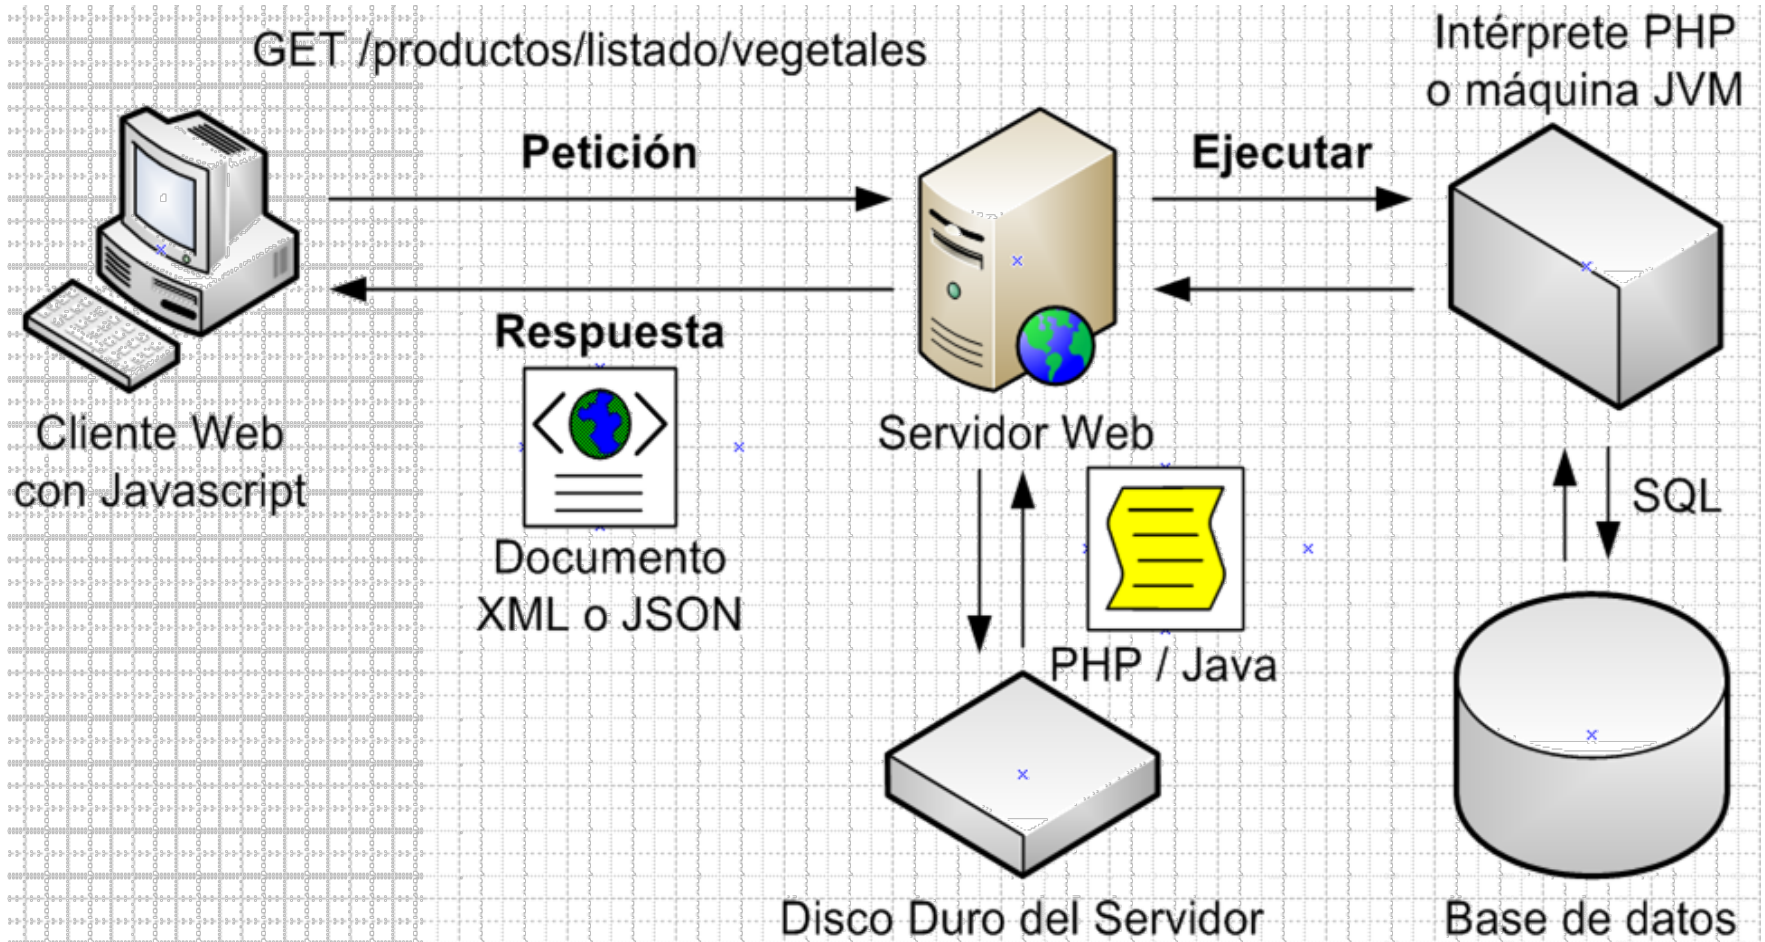 GET /productos/listado/vegetales
Intérprete PHP
o máquina JVM
Petición
Ejecutar
Respuesta
Cliente Web
con Javascript
Servidor Web
SQL
Documento
XML o JSON
PHP / Java
Disco Duro del Servidor
Base de datos